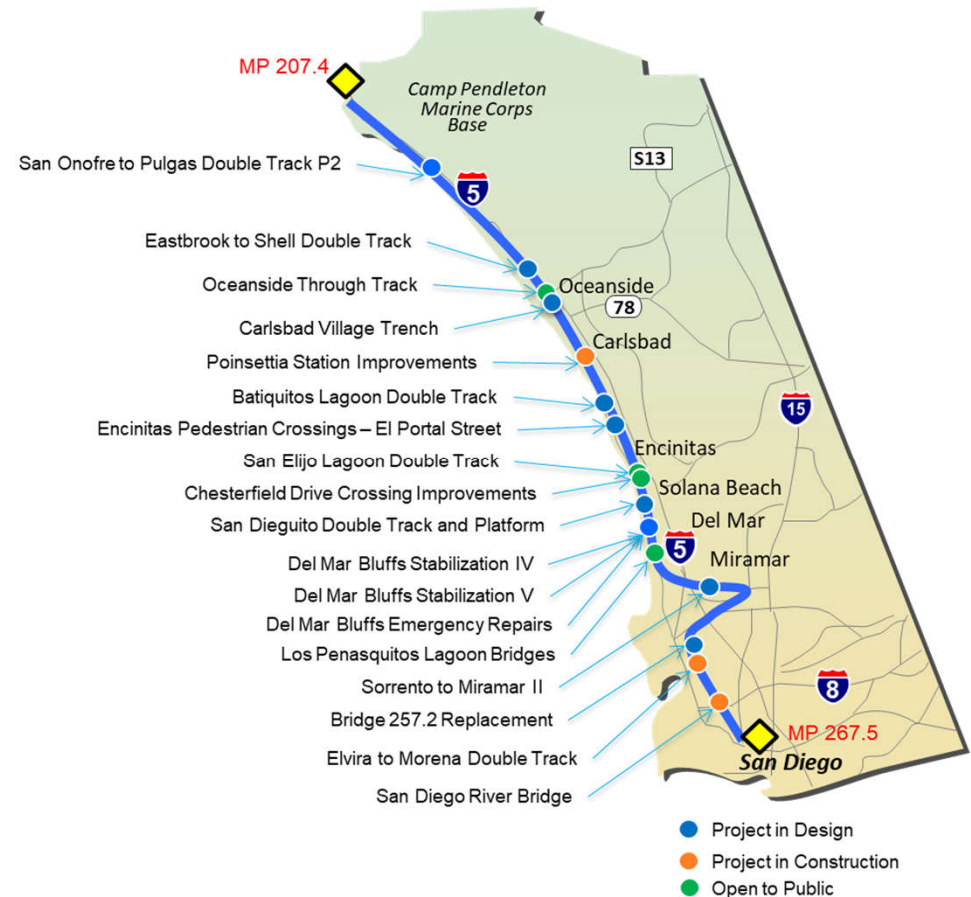 MP 207.4
Camp Pendleton
Marine Corps
Base
S13
San Onofre to Pulgas Double Track P2
5
Eastbrook to Shell Double Track
Oceanside Through Track
Oceanside
78
Carlsbad Village Trench
Carlsbad
Poinsettia Station Improvements
Batiquitos Lagoon Double Track
15
Encinitas Pedestrian Crossings – El Portal Street
Encinitas
San Elijo Lagoon Double Track
Chesterfield Drive Crossing Improvements
Solana Beach
San Dieguito Double Track and Platform
Del Mar
5
Del Mar Bluffs Stabilization IV
Miramar
Del Mar Bluffs Stabilization V
Del Mar Bluffs Emergency Repairs
Los Penasquitos Lagoon Bridges
Sorrento to Miramar II
8
Bridge 257.2 Replacement
MP 267.5
Elvira to Morena Double Track
San Diego
San Diego River Bridge
Project in Design
Project in Construction
Open to Public